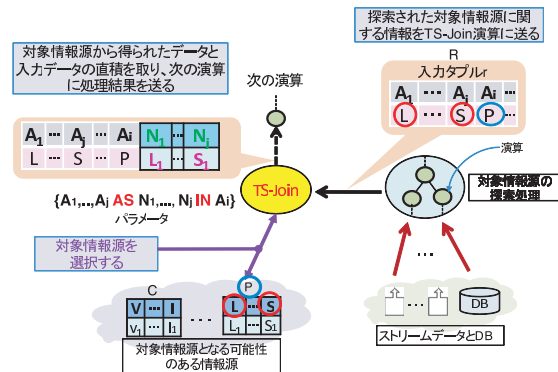 対象情報源から得られたデータと
入力データの直積を取り、次の演算
に処理結果を送る
探索された対象情報源に関
する情報をTS-Join演算に送る
R
入力タプルr
A1 ... Aj Ai ...
L ... S P ...
次の演算
A1 ... Aj ... Ai N1 ... Nj
L ... S ... P L1 ... S1
TS-Join
演算
対象情報源の
探索処理
{A1,..,Aj AS N1,..., Nj IN Ai}
パラメータ
対象情報源を
選択する
...
P
C
V ... I
v1 ... I1
...
L ... S
L1 ... S1
対象情報源となる可能性
のある情報源
...
DB
ストリームデータとDB